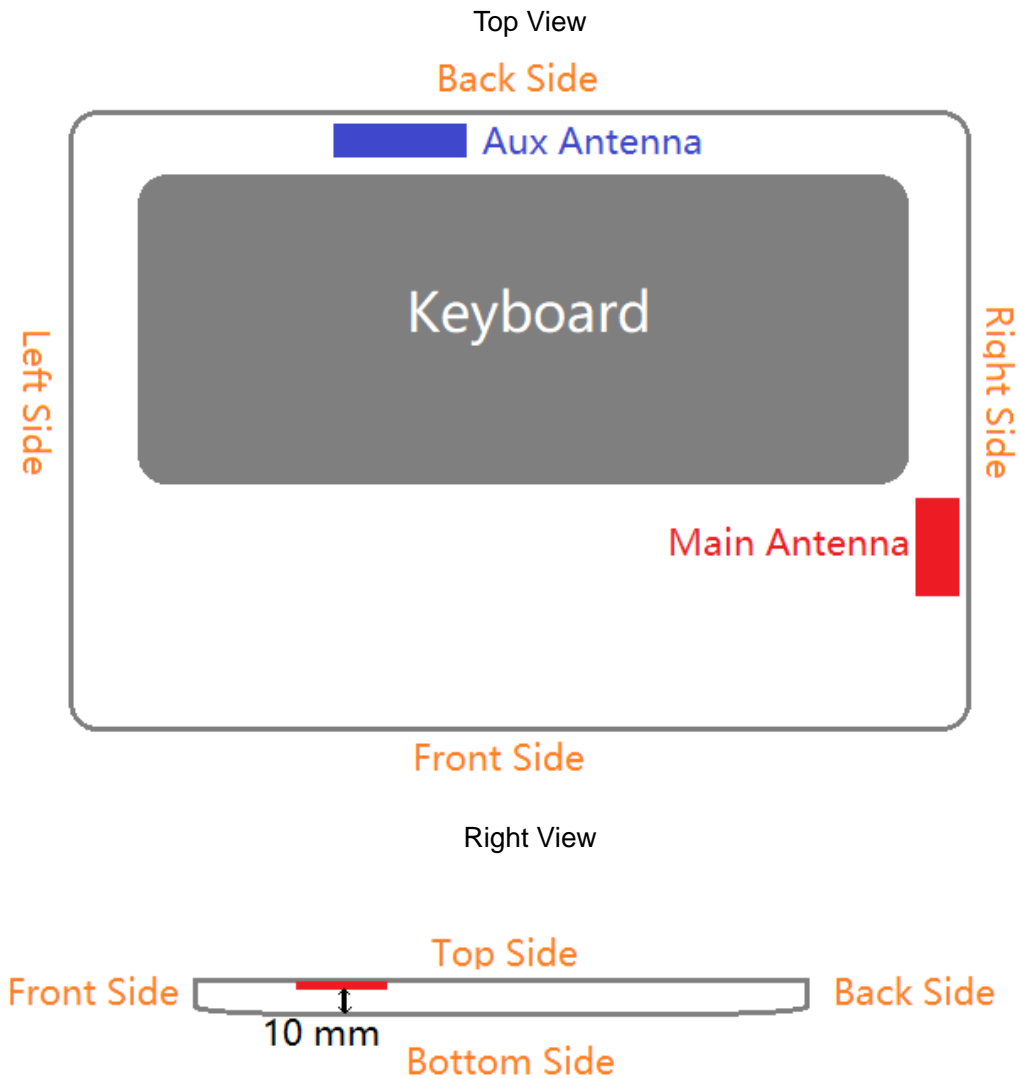 Top View
Back Side
Aux Antenna
Keyboard
Left Side
Right Side
Main Antenna
Front Side
Right View
Top Side
Front Side
Back Side
10 mm
Bottom Side